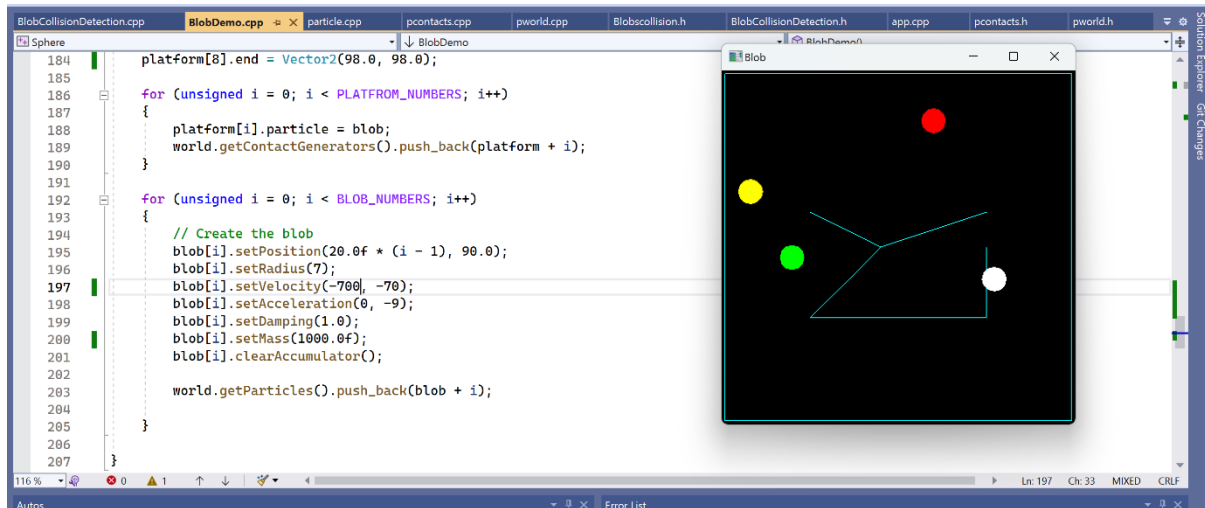 BlobCollisionDetection.cpp BlobDemo.cpp particle.cpp pcontacts.cpp pworld.cpp Blobscollision.h BlobCollisionDetection.h app.cpp pcontacts.h pworld.h
Sphere BlobDemo BlobDemo()
184 platform[8].end = Vector2(98.0, 98.0);
185
186 for (unsigned i = 0; i < PLATFROM_NUMBERS; i++)
187 {
188 platform[i].particle = blob;
189 world.getContactGenerators().push_back(platform + i);
190 }
191
192 for (unsigned i = 0; i < BLOB_NUMBERS; i++)
193 {
194 // Create the blob
195 blob[i].setPosition(20.0f * (i - 1), 90.0);
196 blob[i].setRadius(7);
197 blob[i].setVelocity(-700, -70);
198 blob[i].setAcceleration(0, -9);
199 blob[i].setDamping(1.0);
200 blob[i].setMass(1000.0f);
201 blob[i].clearAccumulator();
202
203 world.getParticles().push_back(blob + i);
204
205 }
206
207 }
Blob
Solution Explorer
Git Changes
116 % 0 1 Ln: 197 Ch: 33 MIXED CRLF
Autos Error List